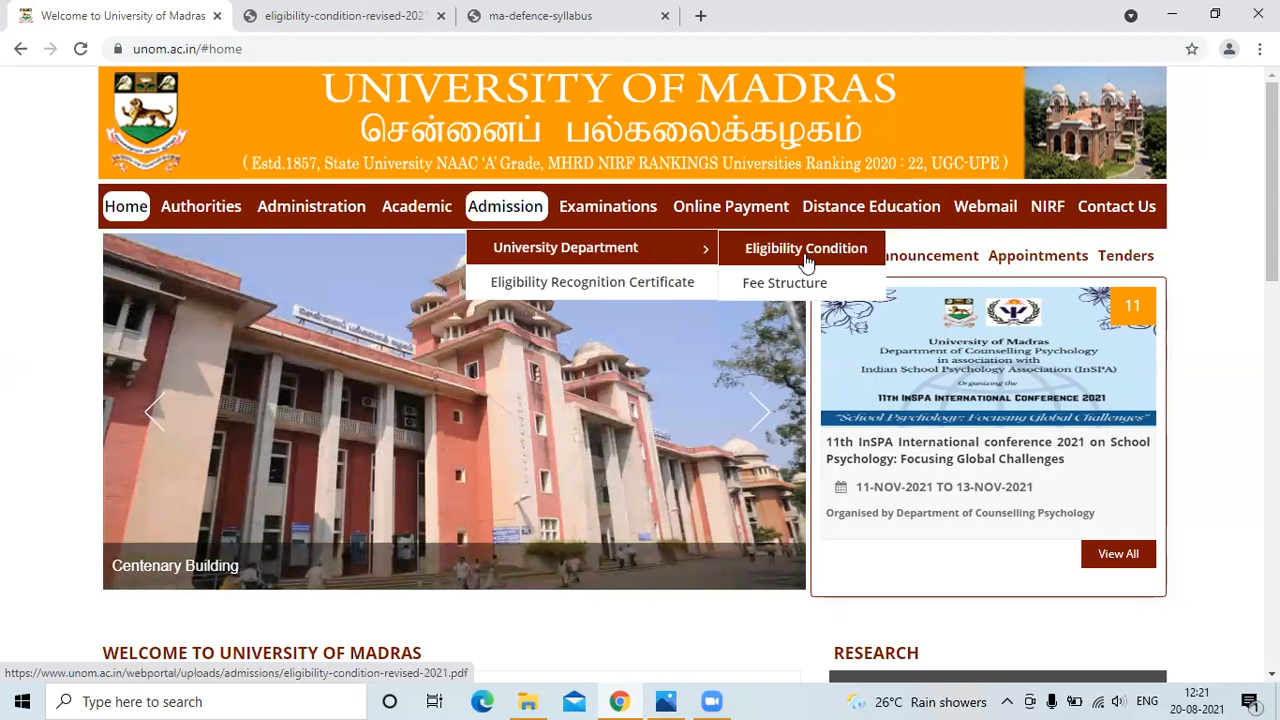 Welcome to University of Madras
eligibility-condition-revised-202
ma-defence-syllabus
unom.ac.in/#home
UNIVERSITY OF MADRAS
சென்னைப் பல்கலைக்கழகம்
( Estd.1857, State University NAAC ‘A’ Grade, MHRD NIRF RANKINGS Universities Ranking 2020 : 22, UGC-UPE )
Home Authorities Administration Academic Admission Examinations Online Payment Distance Education Webmail NIRF Contact Us
University Department
Eligibility Recognition Certificate
Eligibility Condition
Fee Structure
nouncement Appointments Tenders
11
University of Madras
Department of Counselling Psychology
in association with
Indian School Psychology Association (InSPA)
Organizing the
11TH InSPA INTERNATIONAL CONFERENCE 2021
"School Psychology: Focusing Global Challenges"
11th InSPA International conference 2021 on School
Psychology: Focusing Global Challenges
11-NOV-2021 TO 13-NOV-2021
Organised by Department of Counselling Psychology
View All
Centenary Building
WELCOME TO UNIVERSITY OF MADRAS
RESEARCH
https://www.unom.ac.in/webportal/uploads/admissions/eligibility-condition-revised-2021.pdf
Type here to search
26°C Rain showers
ENG
12:21
20-08-2021